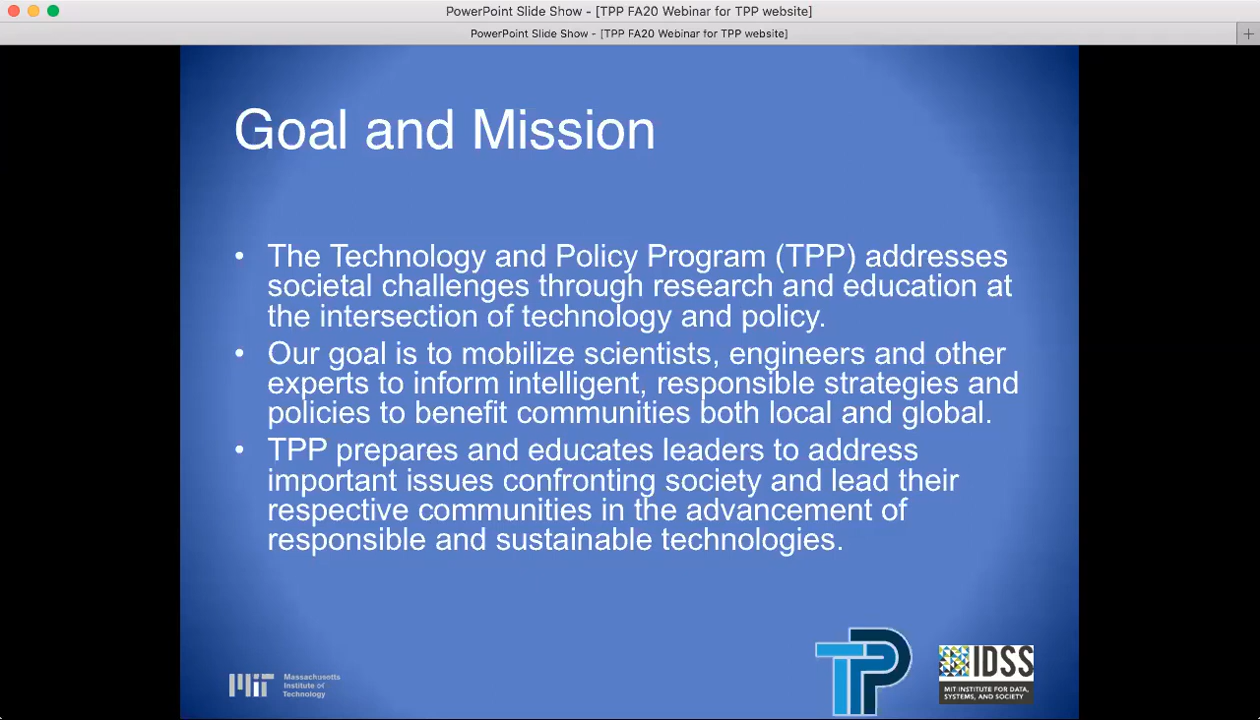 PowerPoint Slide Show - [TPP FA20 Webinar for TPP website]
PowerPoint Slide Show - [TPP FA20 Webinar for TPP website]
Goal and Mission
• The Technology and Policy Program (TPP) addresses
societal challenges through research and education at
the intersection of technology and policy.
• Our goal is to mobilize scientists, engineers and other
experts to inform intelligent, responsible strategies and
policies to benefit communities both local and global.
• TPP prepares and educates leaders to address
important issues confronting society and lead their
respective communities in the advancement of
responsible and sustainable technologies.
MIT
Massachusetts
Institute of
Technology
TPP
IDSS
MIT INSTITUTE FOR DATA,
SYSTEMS, AND SOCIETY